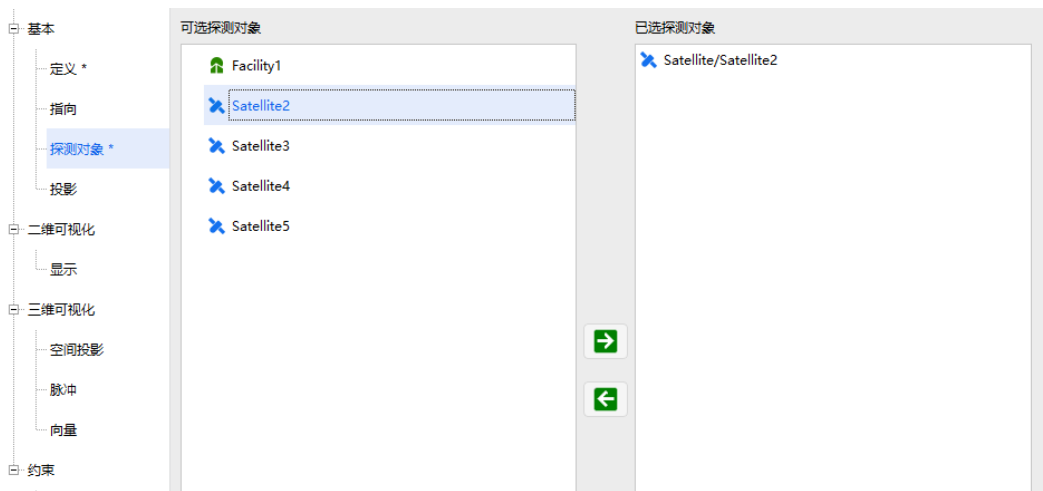 基本
定义 *
指向
探测对象 *
投影
二维可视化
显示
三维可视化
空间投影
脉冲
向量
约束
可选探测对象
Facility1
Satellite2
Satellite3
Satellite4
Satellite5
已选探测对象
Satellite/Satellite2